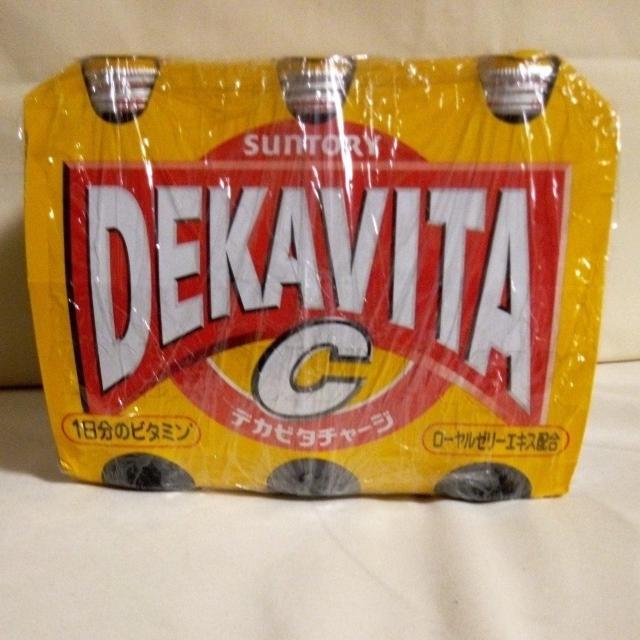 SUNTORY
DEKAVITA
C
デカビタチャージ
1日分のビタミン
ローヤルゼリーエキス配合